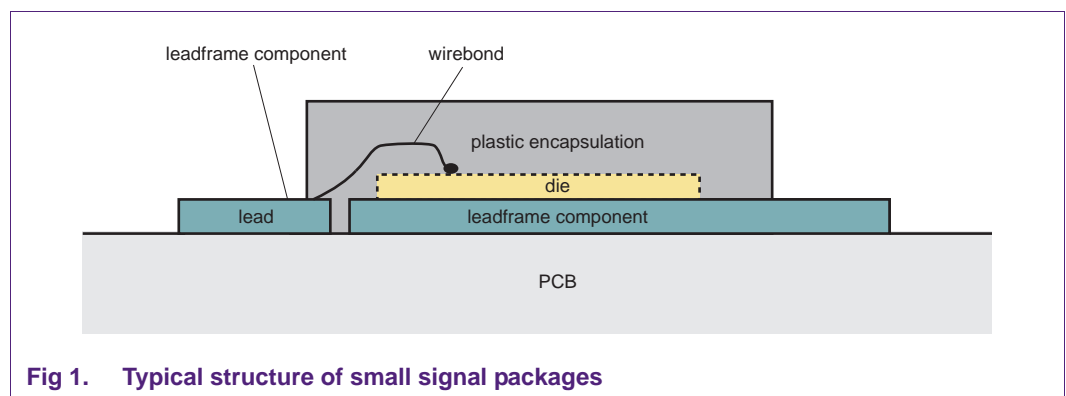 leadframe component
wirebond
plastic encapsulation
die
lead
leadframe component
PCB
Fig 1. Typical structure of small signal packages